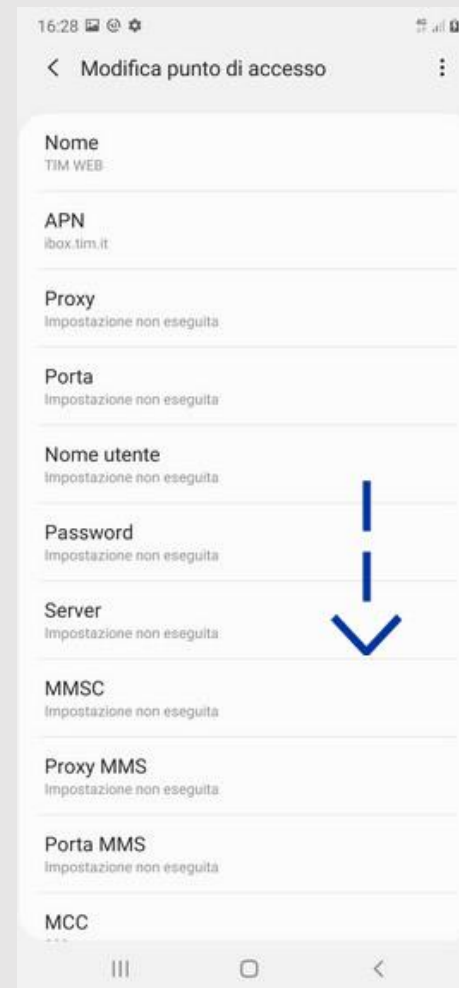 16:28
Modifica punto di accesso
Nome
TIM WEB
APN
ibox.tim.it
Proxy
Impostazione non eseguita
Porta
Impostazione non eseguita
Nome utente
Impostazione non eseguita
Password
Impostazione non eseguita
Server
Impostazione non eseguita
MMSC
Impostazione non eseguita
Proxy MMS
Impostazione non eseguita
Porta MMS
Impostazione non eseguita
MCC